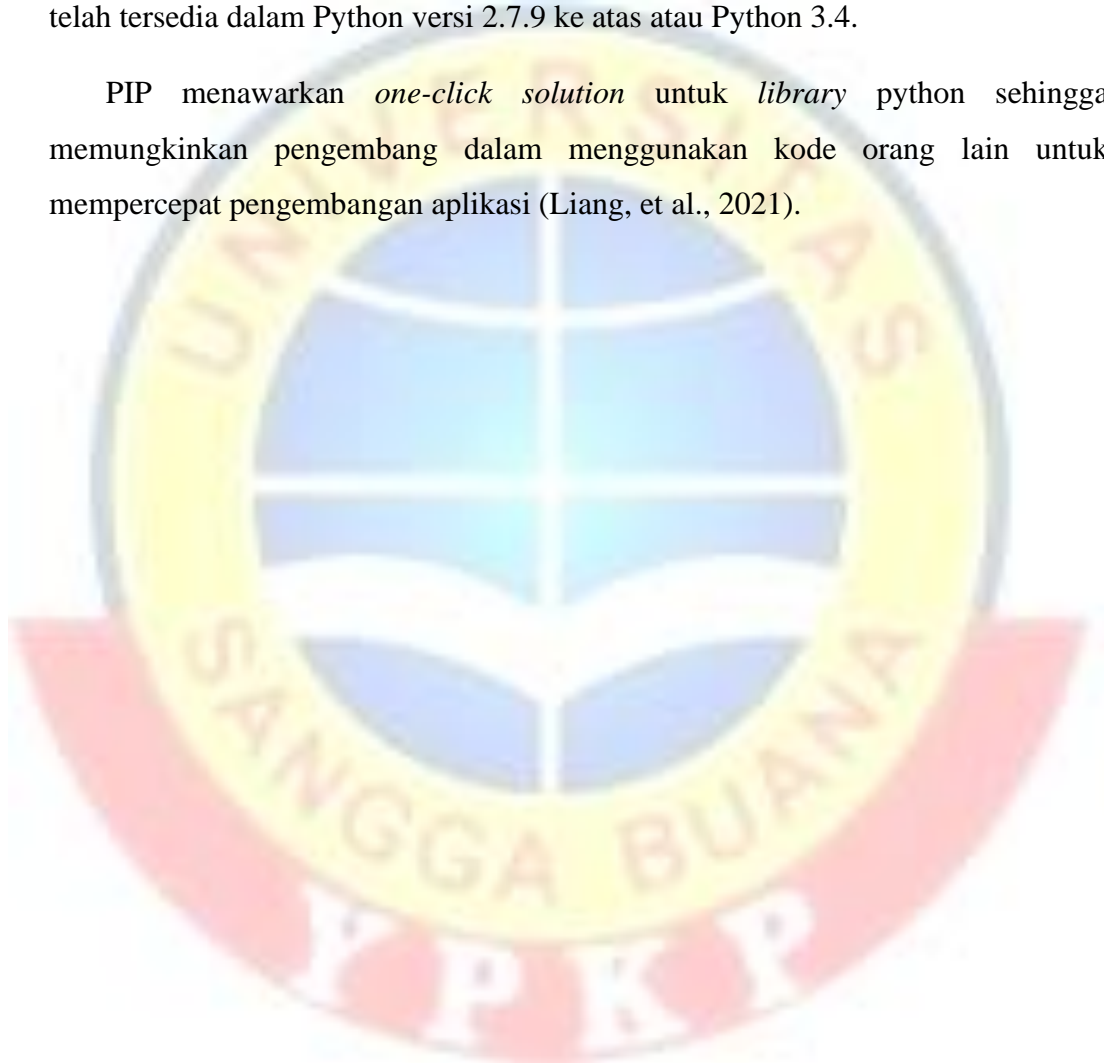 telah tersedia dalam Python versi 2.7.9 ke atas atau Python 3.4.
PIP menawarkan one-click solution untuk library python sehingga
memungkinkan pengembang dalam menggunakan kode orang lain untuk
mempercepat pengembangan aplikasi (Liang, et al., 2021).
UNIVERSITAS
SANGGA BUANA
YPKP